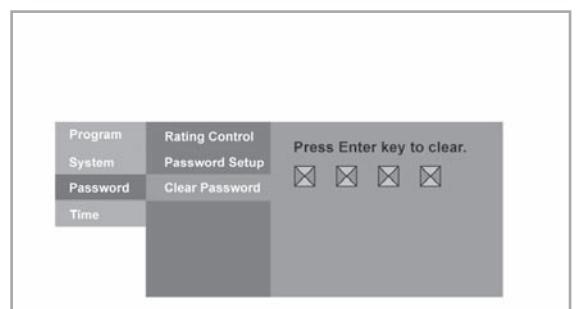 Program
System
Password
Time
Rating Control
Password Setup
Clear Password
Press Enter key to clear.